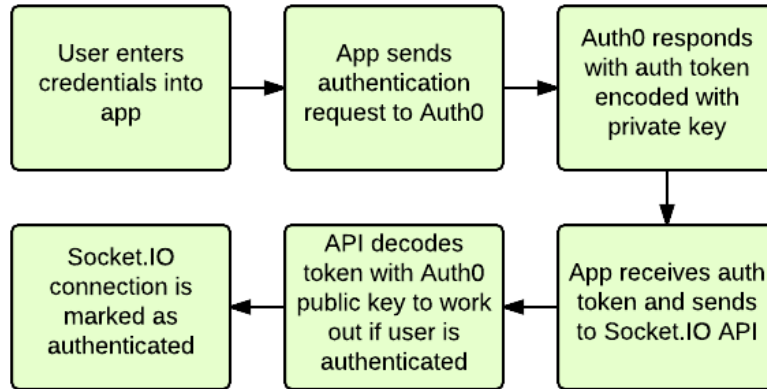 User enters
credentials into
app
App sends
authentication
request to Auth0
Auth0 responds
with auth token
encoded with
private key
App receives auth
token and sends
to Socket.IO API
API decodes
token with Auth0
public key to work
out if user is
authenticated
Socket.IO
connection is
marked as
authenticated